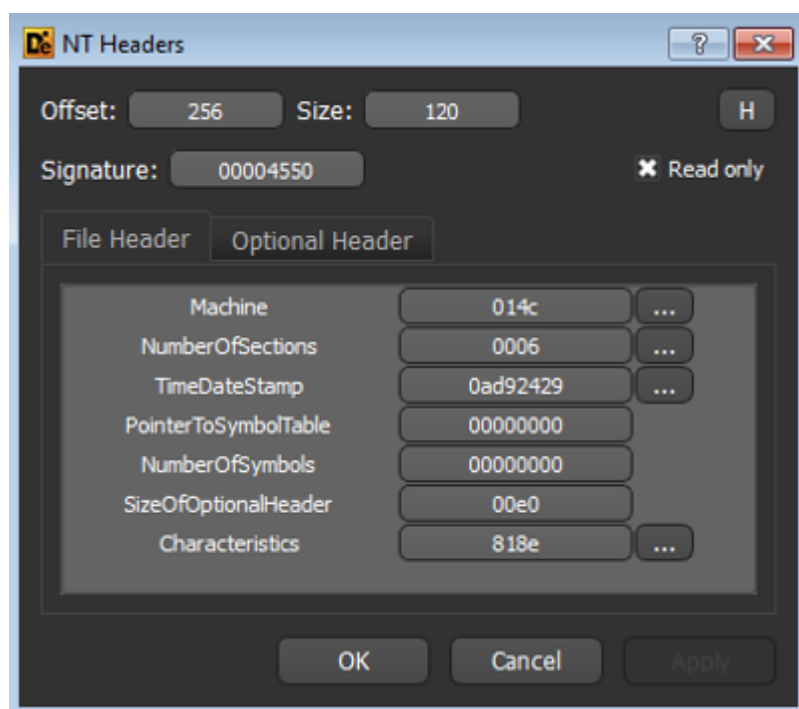 NT Headers
Offset: 256 Size: 120 H
Signature: 00004550 Read only
File Header Optional Header
Machine 014c ...
NumberOfSections 0006 ...
TimeDateStamp 0ad92429 ...
PointerToSymbolTable 00000000
NumberOfSymbols 00000000
SizeOfOptionalHeader 00e0
Characteristics 818e ...
OK Cancel Apply